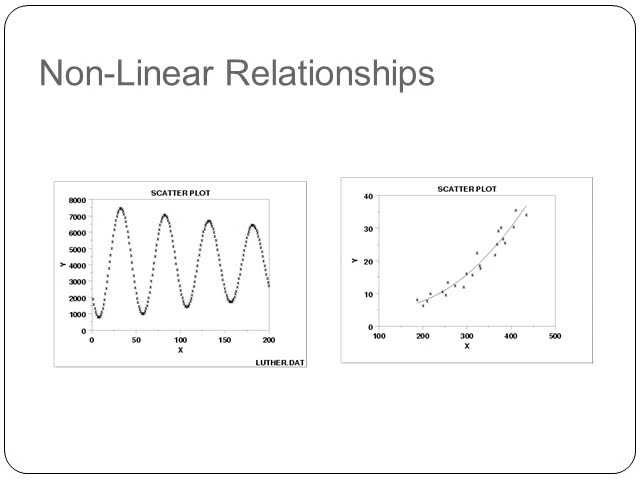 Non-Linear Relationships
SCATTER PLOT
8000
7000
6000
5000
4000
3000
2000
1000
0
Y
0 50 100 150 200
X
LUTHER.DAT
SCATTER PLOT
40
30
20
10
0
Y
100 200 300 400 500
X